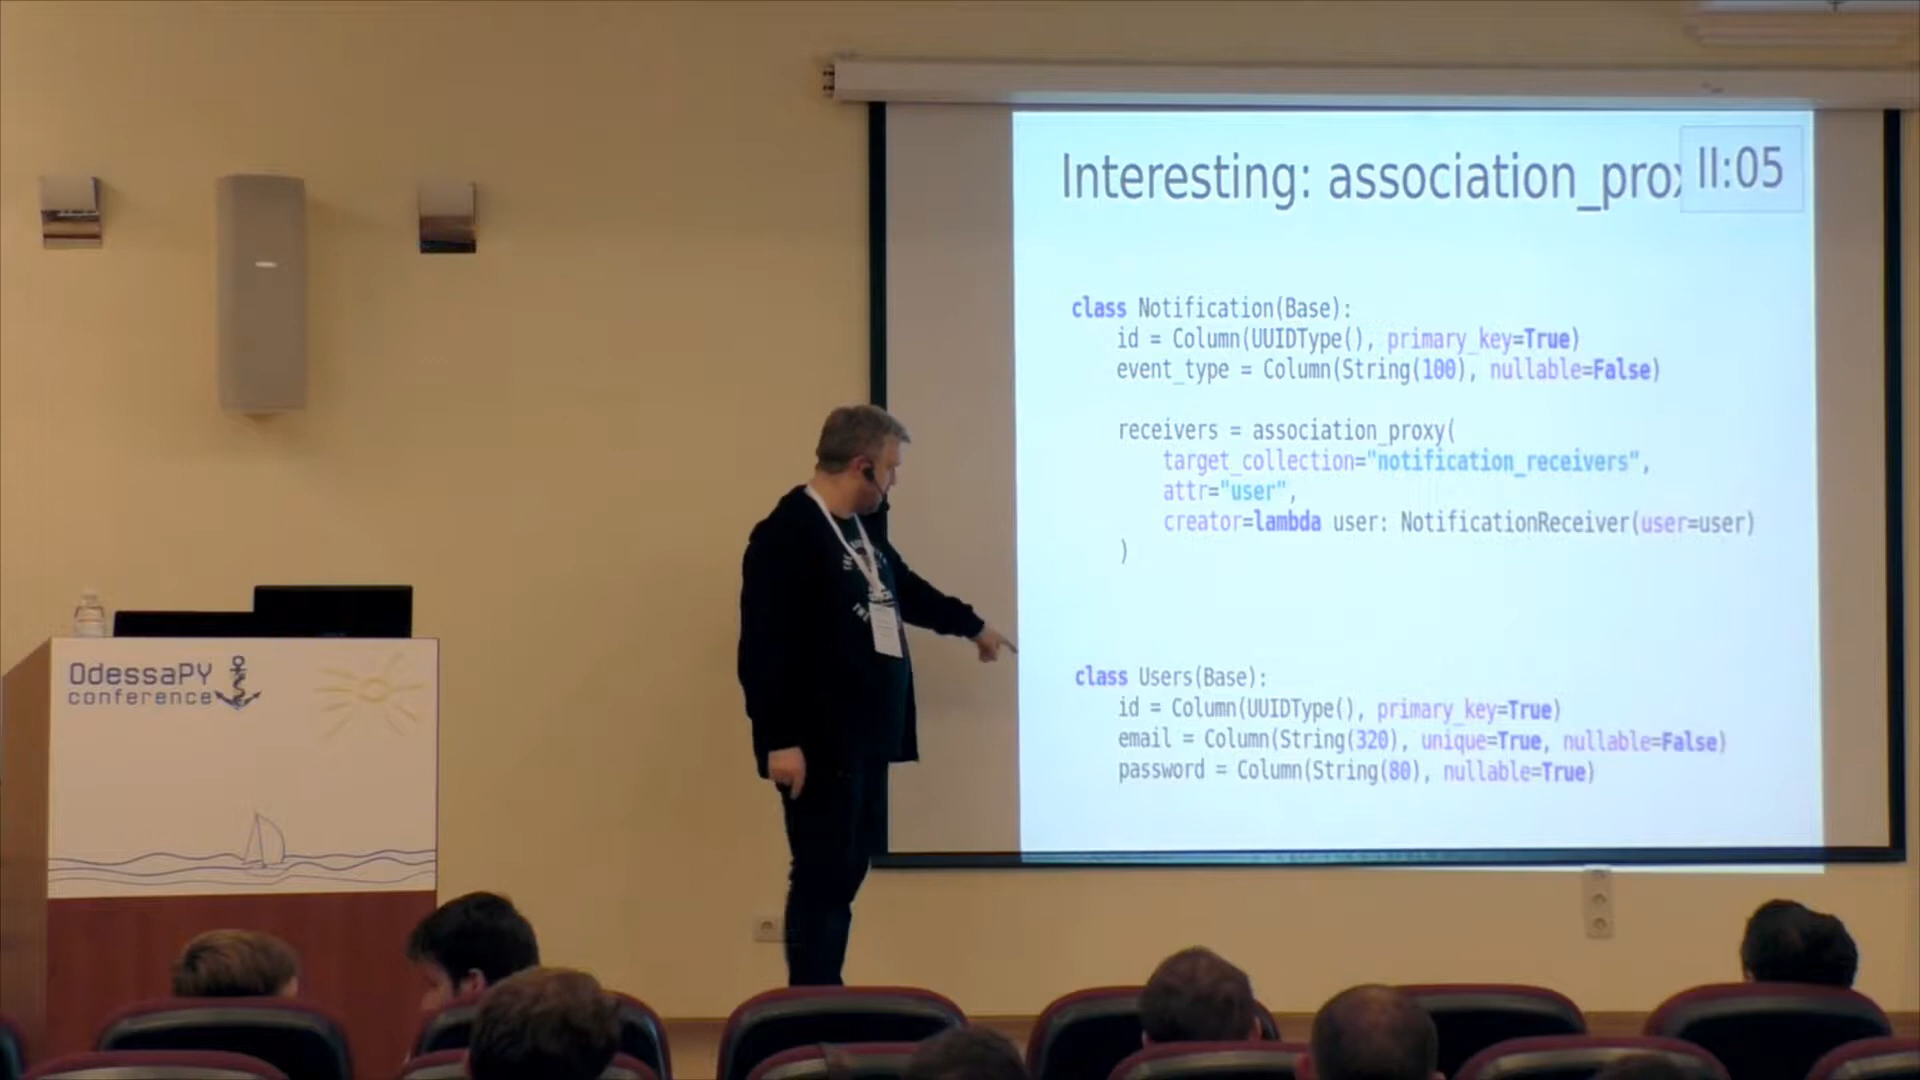 Interesting: association_prox
11:05
class Notification(Base):
id = Column(UUIDType(), primary_key=True)
event_type = Column(String(100), nullable=False)
receivers = association_proxy(
target_collection="notification_receivers",
attr="user",
creator=lambda user: NotificationReceiver(user=user)
)
class Users(Base):
id = Column(UUIDType(), primary_key=True)
email = Column(String(320), unique=True, nullable=False)
password = Column(String(80), nullable=True)
OdessaPY
conference